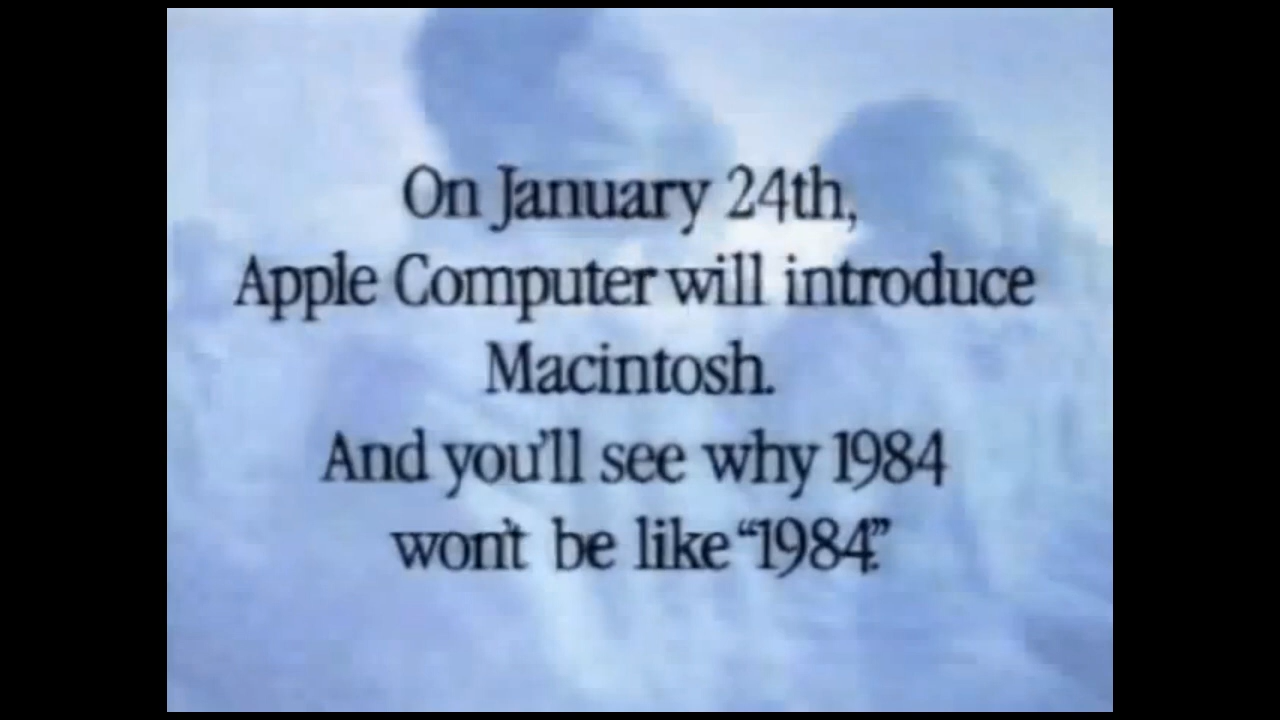 On January 24th,
Apple Computer will introduce
Macintosh.
And you'll see why 1984
won't be like “1984.”